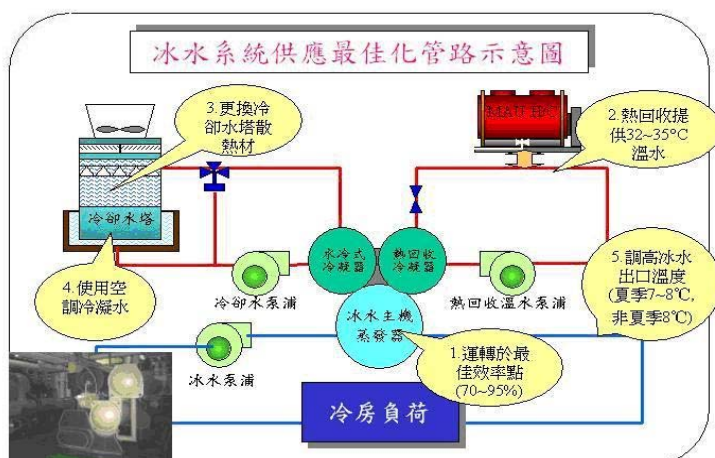 冰水系統供應最佳化管路示意圖
3.更換冷
卻水塔散
熱材
MAU HC
2.熱回收提
供32~35°C
溫水
冷卻水塔
水冷式
冷凝器
熱回收
冷凝器
4.使用空
調冷凝水
冷卻水泵浦
熱回收溫水泵浦
5.調高冰水
出口溫度
(夏季7~8℃,
非夏季8℃)
冰水主機
蒸發器
冰水泵浦
1.運轉於最
佳效率點
(70~95%)
冷房負荷